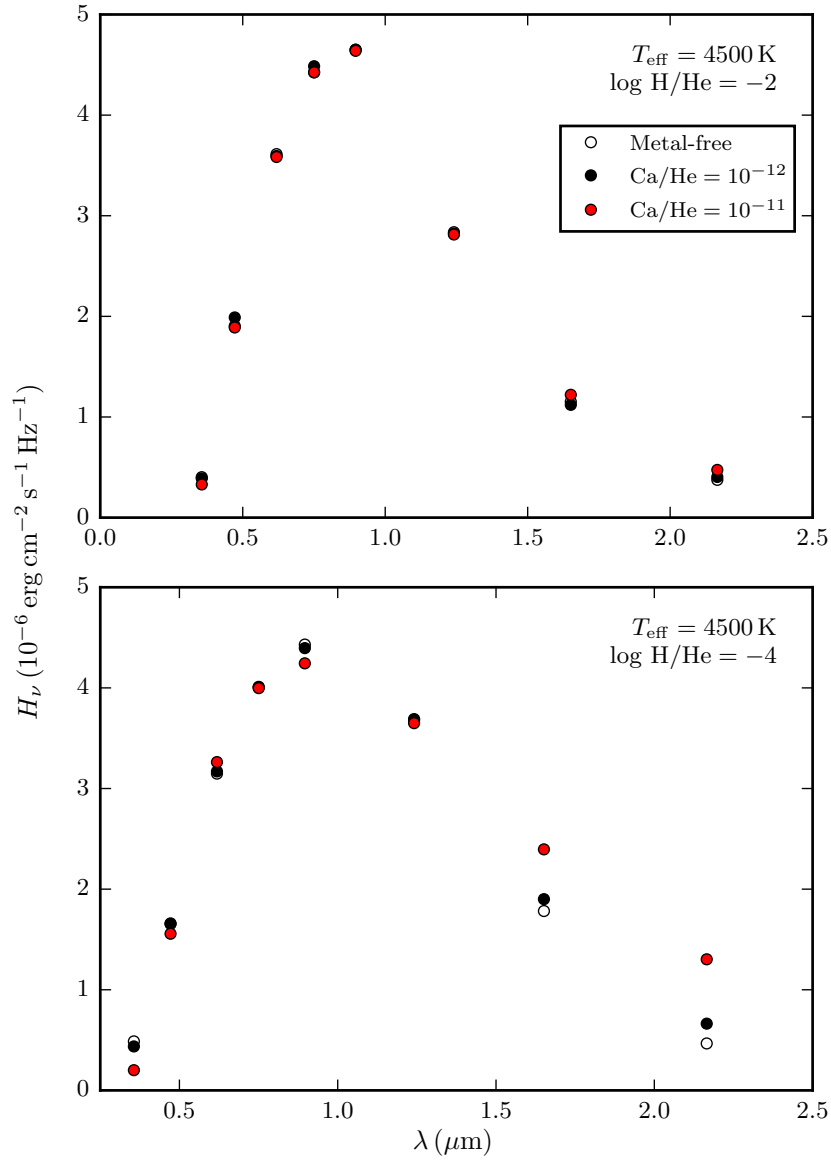 5
4
3
2
1
0
0.0 0.5 1.0 1.5 2.0 2.5
T_eff = 4500 K
log H/He = −2
Metal-free
Ca/He = 10^−12
Ca/He = 10^−11
H_ν (10^−6 erg cm^−2 s^−1 Hz^−1)
5
4
3
2
1
0
0.5 1.0 1.5 2.0 2.5
T_eff = 4500 K
log H/He = −4
λ (μm)